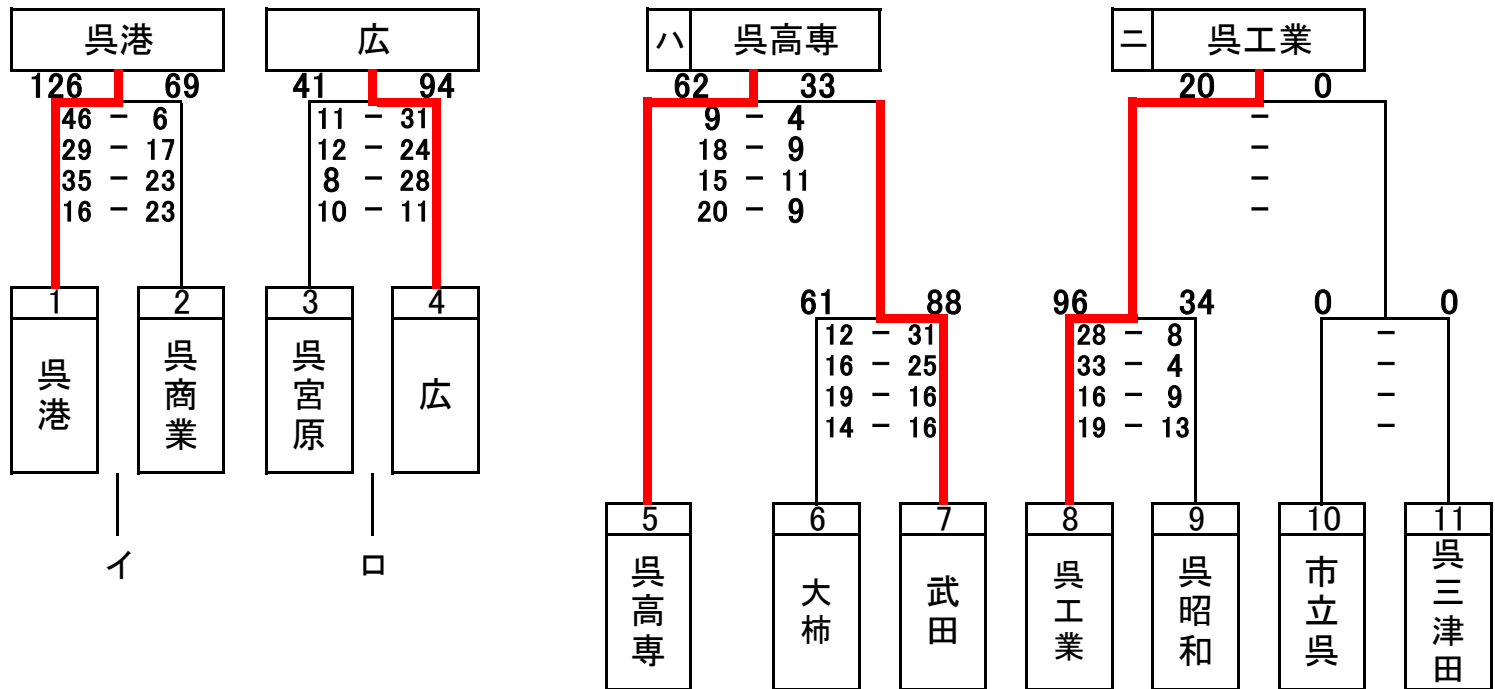 呉港
広
ハ 呉高専
ニ 呉工業
126 69
41 94
62 33
20 0
46 － 6
29 － 17
35 － 23
16 － 23
11 － 31
12 － 24
8 － 28
10 － 11
9 － 4
18 － 9
15 － 11
20 － 9
－
－
－
－
61 88
96 34
0 0
12 － 31
16 － 25
19 － 16
14 － 16
28 － 8
33 － 4
16 － 9
19 － 13
－
－
－
－
1
呉港
2
呉商業
3
呉宮原
4
広
イ
ロ
5
呉高専
6
大柿
7
武田
8
呉工業
9
呉昭和
10
市立呉
11
呉三津田